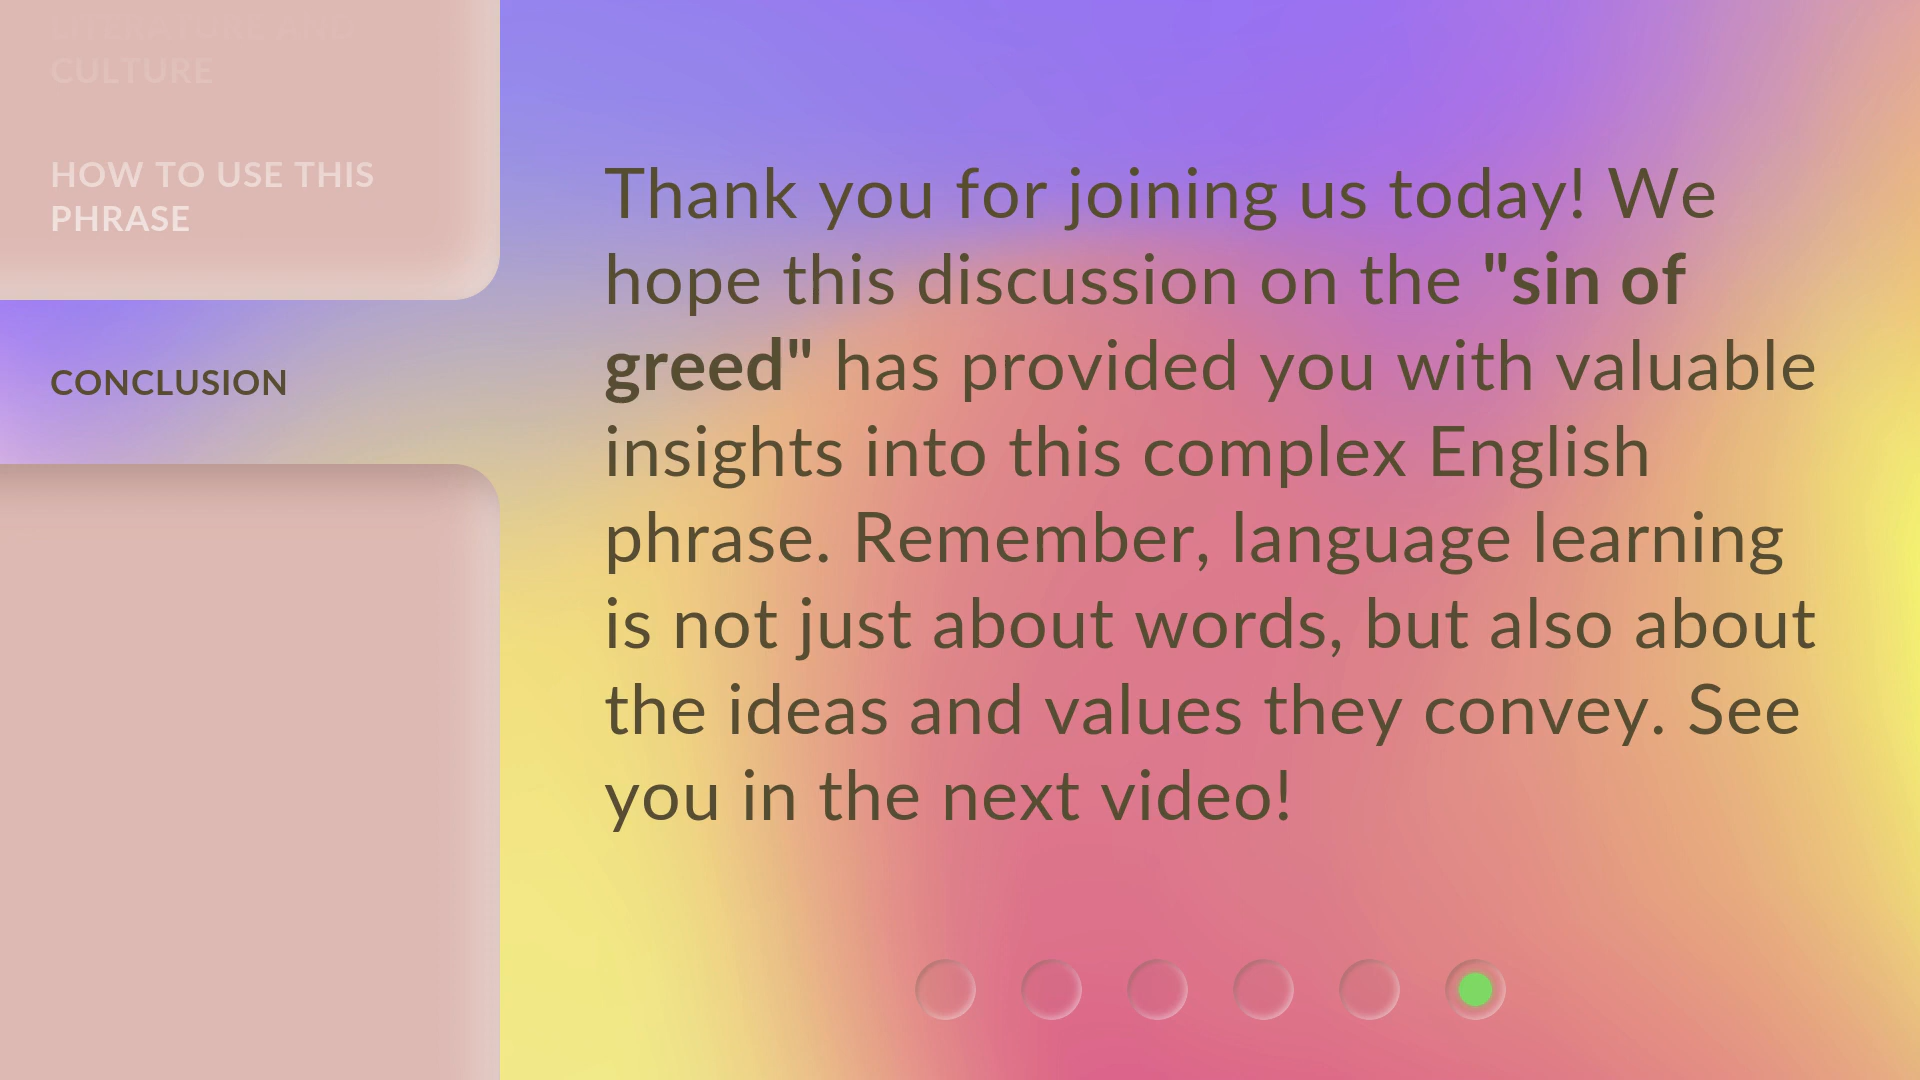 LITERATURE AND
CULTURE
HOW TO USE THIS
PHRASE
CONCLUSION
Thank you for joining us today! We
hope this discussion on the "sin of
greed" has provided you with valuable
insights into this complex English
phrase. Remember, language learning
is not just about words, but also about
the ideas and values they convey. See
you in the next video!